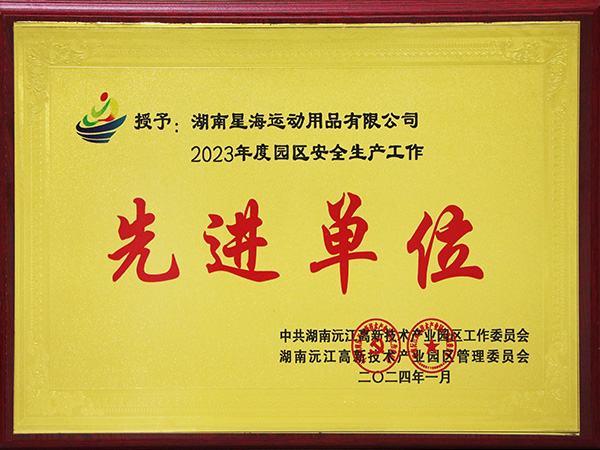 授予：湖南星海运动用品有限公司
2023年度园区安全生产工作
先进单位
中共湖南沅江高新技术产业园区工作委员会
湖南沅江高新技术产业园区管理委员会
二〇二四年一月